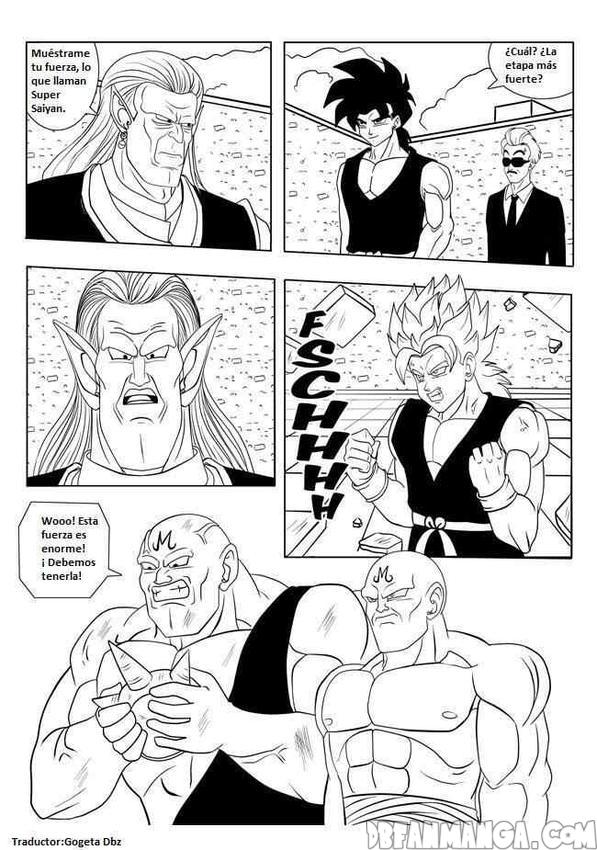 Muéstrame
tu fuerza, lo
que llaman
Super
Saiyan.
¿Cuál? ¿La
etapa más
fuerte?
FSCHHHHH
Wooo! Esta
fuerza es
enorme!
¡ Debemos
tenerla!
M
M
Traductor:Gogeta Dbz
DBFANMANGA.COM